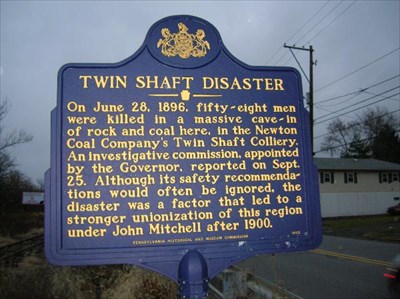 TWIN SHAFT DISASTER
On June 28, 1896, fifty-eight men
were killed in a massive cave-in
of rock and coal here, in the Newton
Coal Company's Twin Shaft Colliery.
An investigative commission, appointed
by the Governor, reported on Sept.
25. Although its safety recommenda-
tions would often be ignored, the
disaster was a factor that led to a
stronger unionization of this region
under John Mitchell after 1900.
PENNSYLVANIA HISTORICAL AND MUSEUM COMMISSION